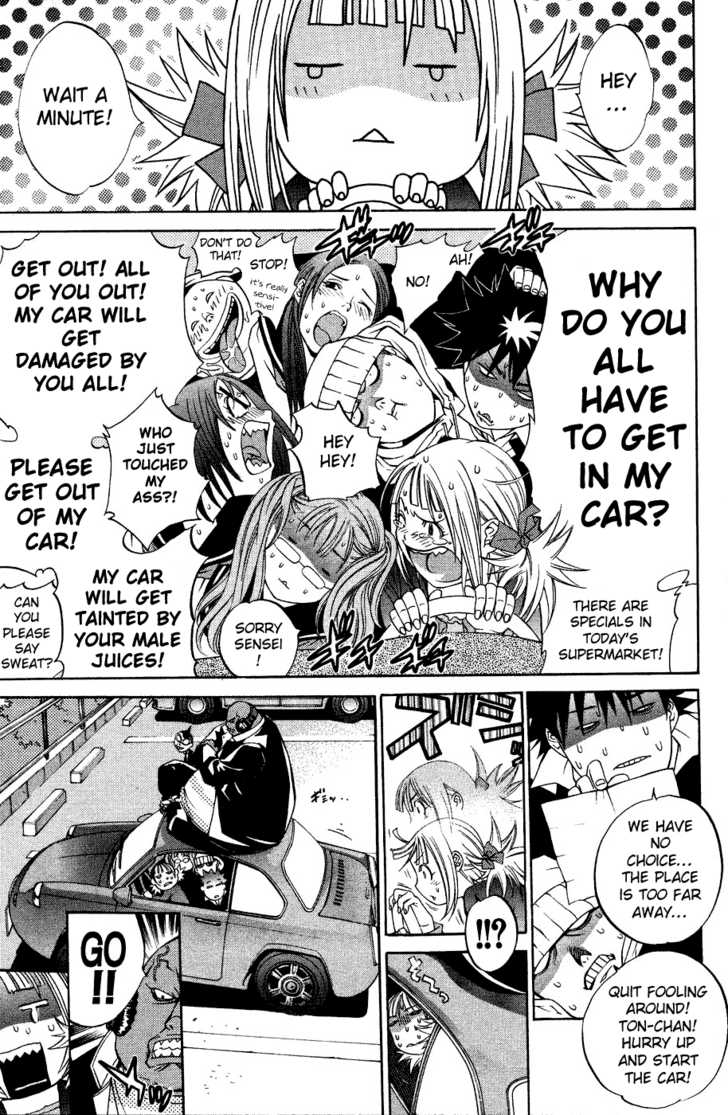 HEY
...
WAIT A
MINUTE!
WHY
DO YOU
ALL
HAVE
TO GET
IN MY
CAR?
AH!
NO!
STOP!
It's really
sensi-
tive!
DON'T DO
THAT!
GET OUT! ALL
OF YOU OUT!
MY CAR WILL
GET
DAMAGED BY
YOU ALL!
HEY
HEY!
WHO
JUST
TOUCHED
MY
ASS?!
PLEASE
GET OUT
OF MY
CAR!
THERE ARE
SPECIALS IN
TODAY'S
SUPERMARKET!
SORRY
SENSEI
!
MY CAR
WILL GET
TAINTED BY
YOUR MALE
JUICES!
CAN
YOU
PLEASE
SAY
SWEAT?
WE HAVE
NO
CHOICE...
THE PLACE
IS TOO FAR
AWAY...
QUIT FOOLING
AROUND!
TON-CHAN!
HURRY UP
AND START
THE CAR!
ズシ
!!?
ギシ...
GO
!!